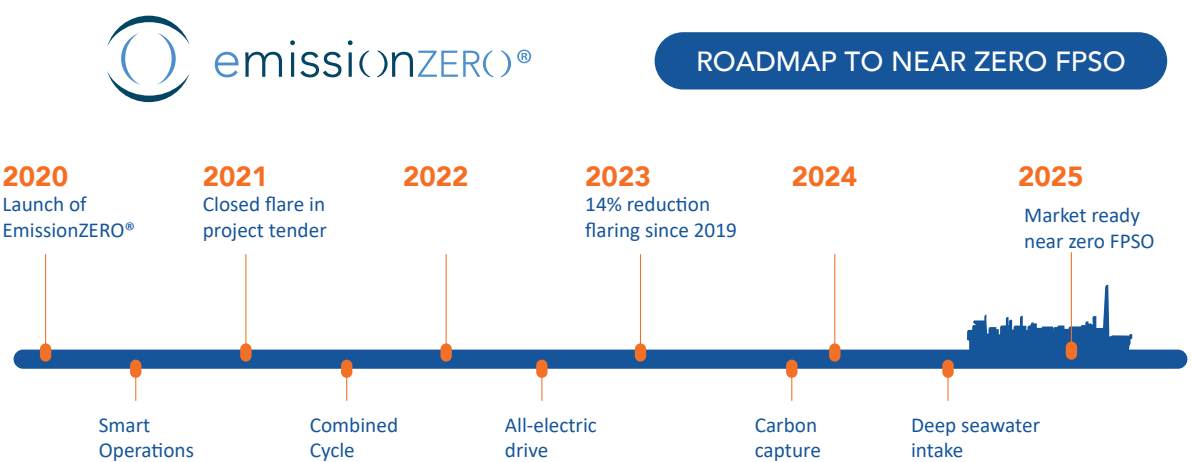 emissionZERO®
ROADMAP TO NEAR ZERO FPSO
2020
Launch of
EmissionZERO®
2021
Closed flare in
project tender
2022
2023
14% reduction
flaring since 2019
2024
2025
Market ready
near zero FPSO
Smart
Operations
Combined
Cycle
All-electric
drive
Carbon
capture
Deep seawater
intake